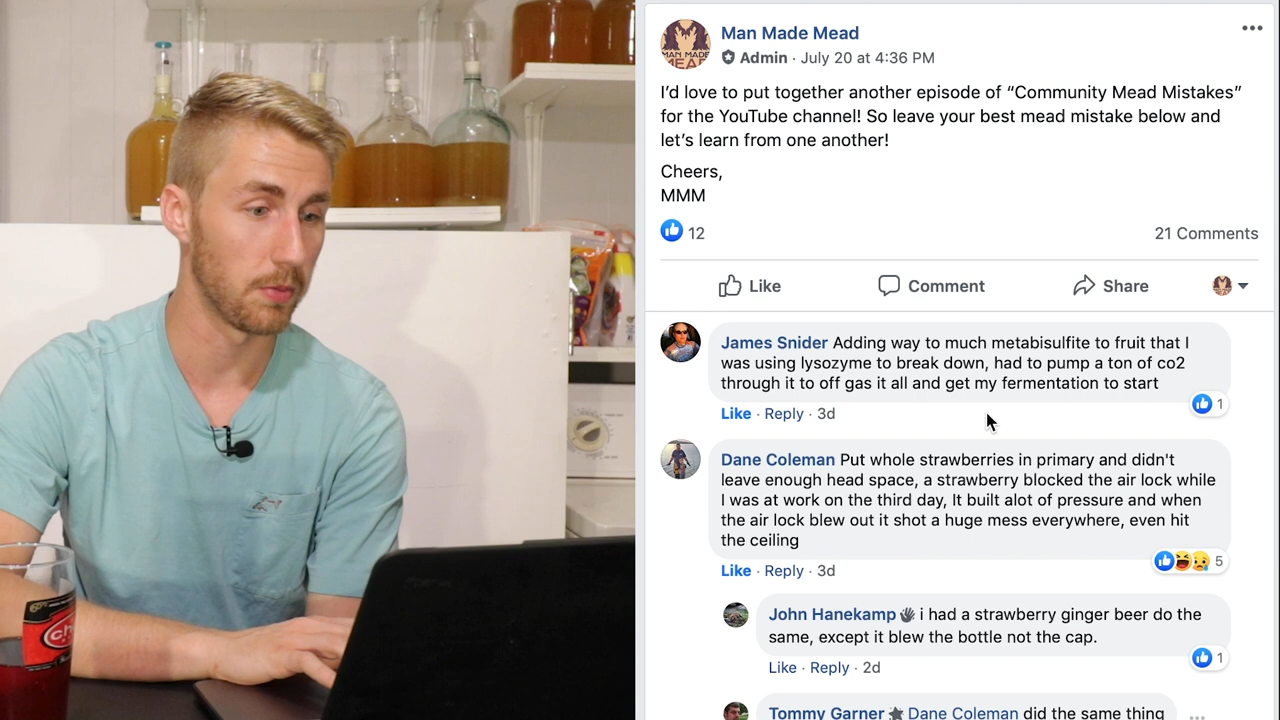 Man Made Mead
Admin · July 20 at 4:36 PM
I'd love to put together another episode of “Community Mead Mistakes”
for the YouTube channel! So leave your best mead mistake below and
let's learn from one another!
Cheers,
MMM
12
21 Comments
Like
Comment
Share
James Snider Adding way to much metabisulfite to fruit that I
was using lysozyme to break down, had to pump a ton of co2
through it to off gas it all and get my fermentation to start
1
Like · Reply · 3d
Dane Coleman Put whole strawberries in primary and didn't
leave enough head space, a strawberry blocked the air lock while
I was at work on the third day, It built alot of pressure and when
the air lock blew out it shot a huge mess everywhere, even hit
the ceiling
5
Like · Reply · 3d
John Hanekamp i had a strawberry ginger beer do the
same, except it blew the bottle not the cap.
1
Like · Reply · 2d
Tommy Garner Dane Coleman did the same thing
MAN MADE
MEAD